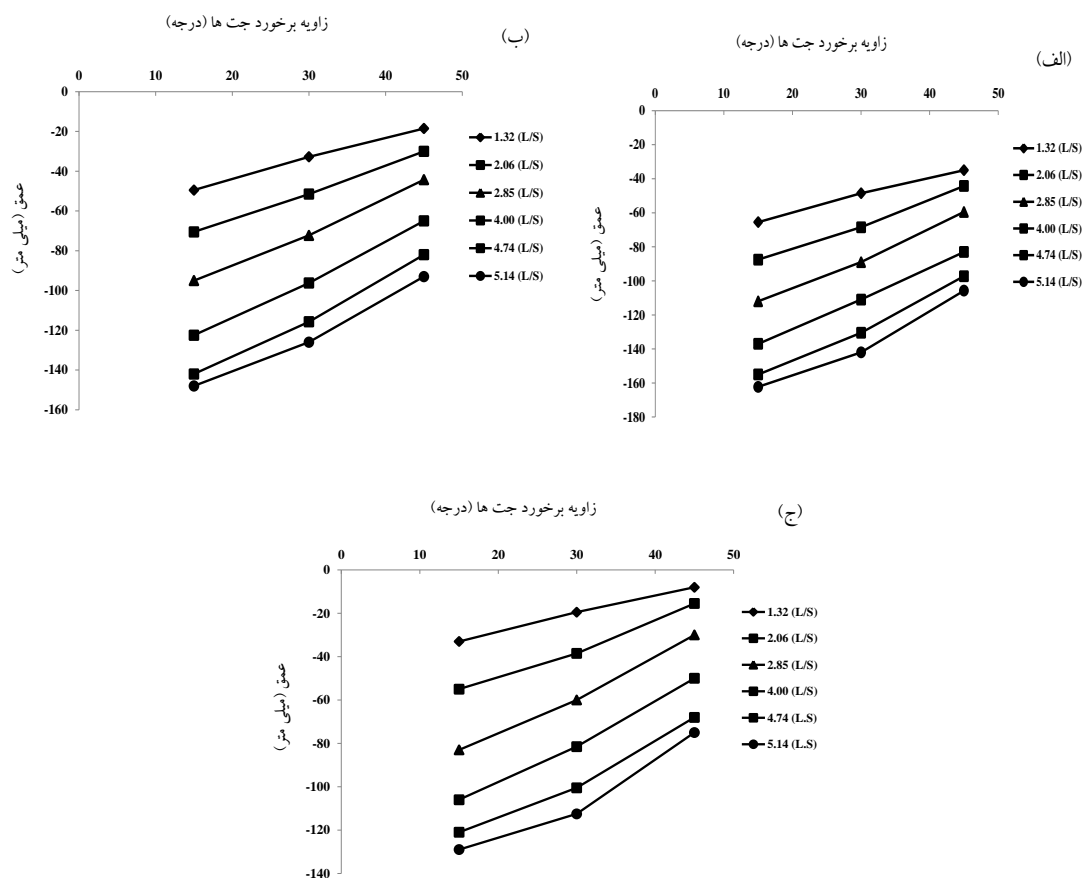 زاویه برخورد جت ها (درجه)
(الف)
0 10 20 30 40 50
0
-20
-40
-60
-80
-100
-120
-140
-160
-180
عمق (میلی متر)
1.32 (L/S)
2.06 (L/S)
2.85 (L/S)
4.00 (L/S)
4.74 (L/S)
5.14 (L/S)
زاویه برخورد جت ها (درجه)
(ب)
0 10 20 30 40 50
0
-20
-40
-60
-80
-100
-120
-140
-160
عمق (میلی متر)
1.32 (L/S)
2.06 (L/S)
2.85 (L/S)
4.00 (L/S)
4.74 (L/S)
5.14 (L/S)
زاویه برخورد جت ها (درجه)
(ج)
0 10 20 30 40 50
0
-20
-40
-60
-80
-100
-120
-140
عمق (میلی متر)
1.32 (L/S)
2.06 (L/S)
2.85 (L/S)
4.00 (L/S)
4.74 (L.S)
5.14 (L.S)